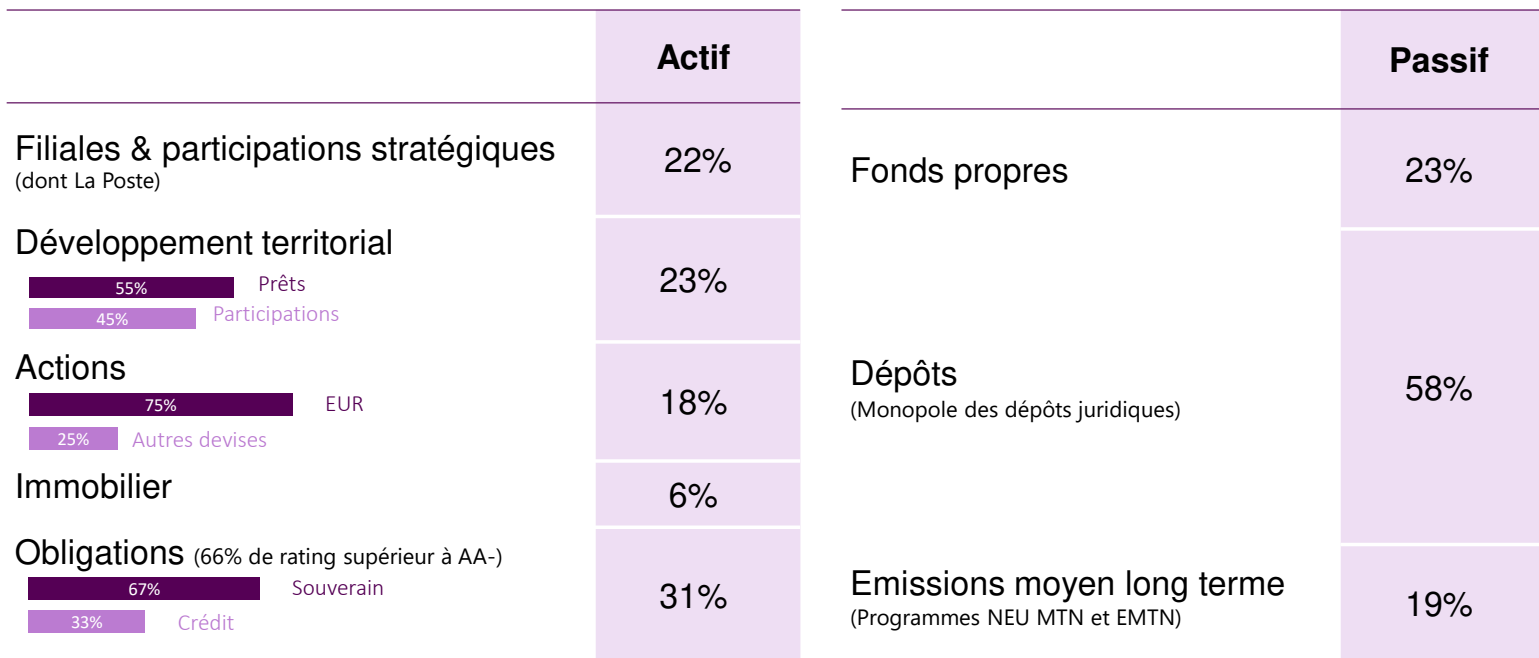 Actif
Filiales & participations stratégiques
(dont La Poste)
22%
Développement territorial
55% Prêts
45% Participations
23%
Actions
75% EUR
25% Autres devises
18%
Immobilier
6%
Obligations (66% de rating supérieur à AA-)
67% Souverain
33% Crédit
31%
Passif
Fonds propres
23%
Dépôts
(Monopole des dépôts juridiques)
58%
Emissions moyen long terme
(Programmes NEU MTN et EMTN)
19%